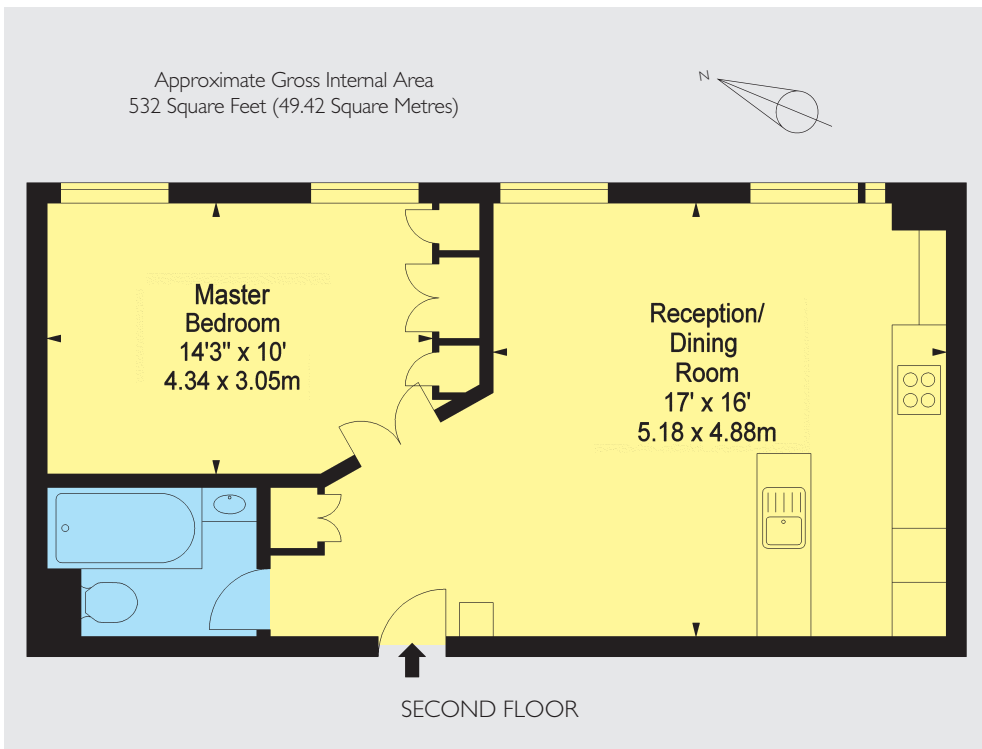 Approximate Gross Internal Area
532 Square Feet (49.42 Square Metres)
N
Master
Bedroom
14'3" x 10'
4.34 x 3.05m
Reception/
Dining
Room
17' x 16'
5.18 x 4.88m
SECOND FLOOR